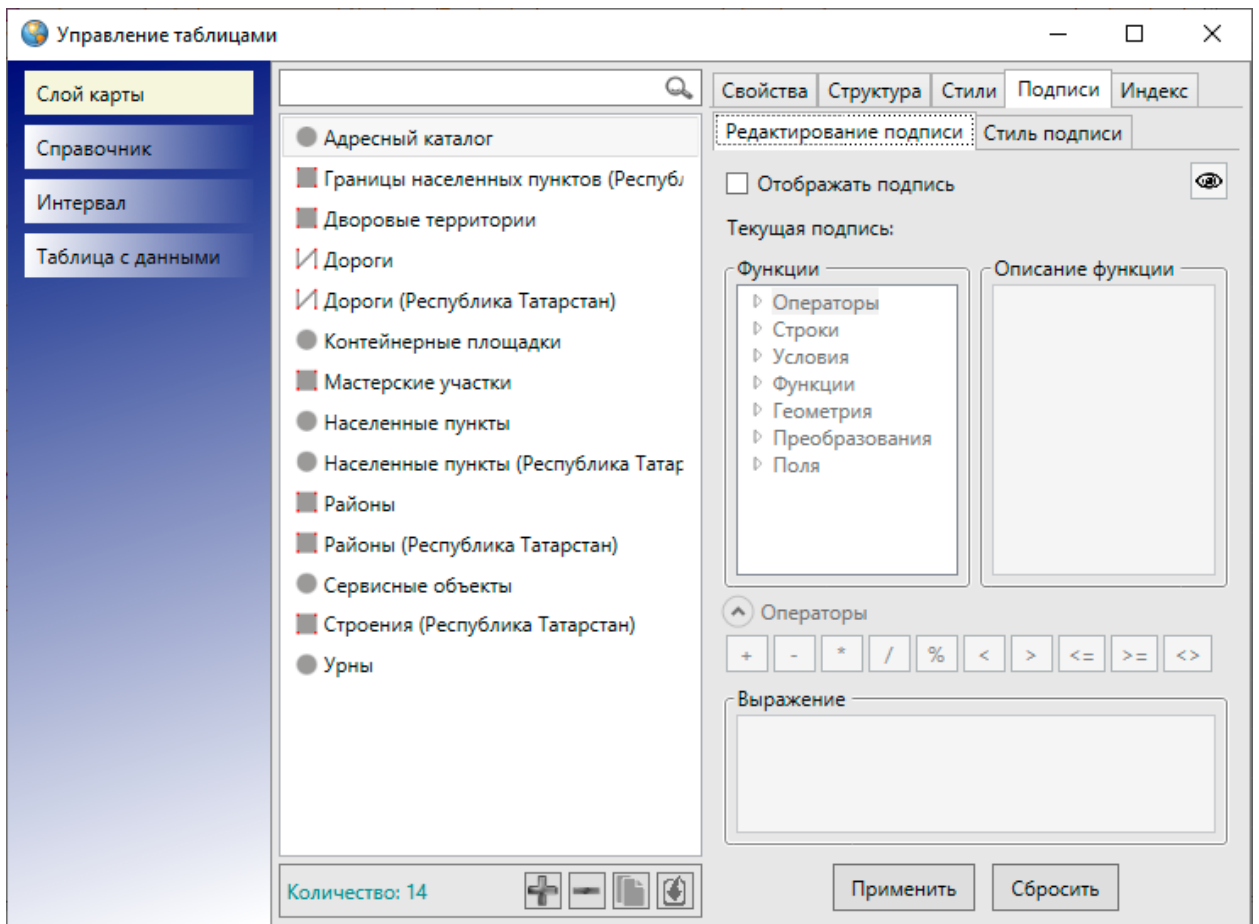 Управление таблицами
Слой карты
Справочник
Интервал
Таблица с данными
Адресный каталог
Границы населенных пунктов (Респуб
Дворовые территории
Дороги
Дороги (Республика Татарстан)
Контейнерные площадки
Мастерские участки
Населенные пункты
Населенные пункты (Республика Татар
Районы
Районы (Республика Татарстан)
Сервисные объекты
Строения (Республика Татарстан)
Урны
Количество: 14
Свойства Структура Стили Подписи Индекс
Редактирование подписи Стиль подписи
Отображать подпись
Текущая подпись:
Функции Описание функции
Операторы
Строки
Условия
Функции
Геометрия
Преобразования
Поля
Операторы
+ - * / % < > <= >= <>
Выражение
Применить Сбросить